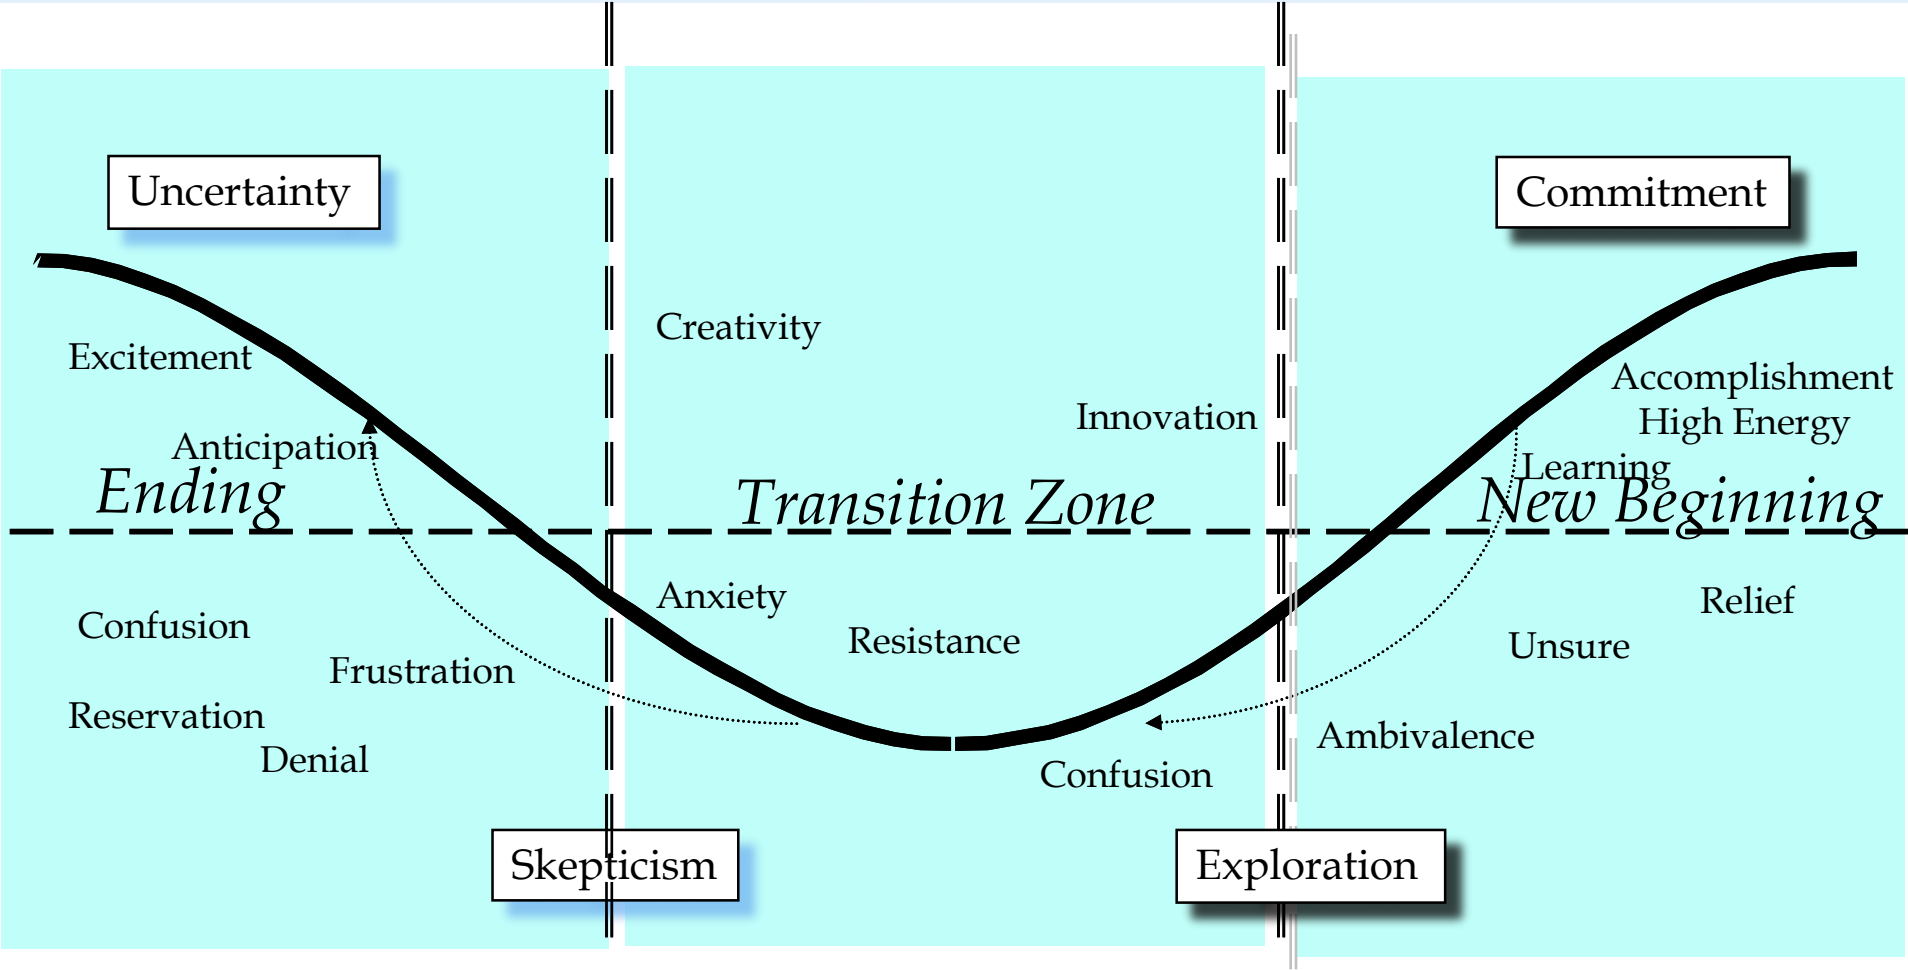 Uncertainty
Commitment
Excitement
Anticipation
Ending
Confusion
Frustration
Reservation
Denial
Skepticism
Creativity
Innovation
Transition Zone
Anxiety
Resistance
Confusion
Exploration
Accomplishment
High Energy
Learning
New Beginning
Relief
Unsure
Ambivalence